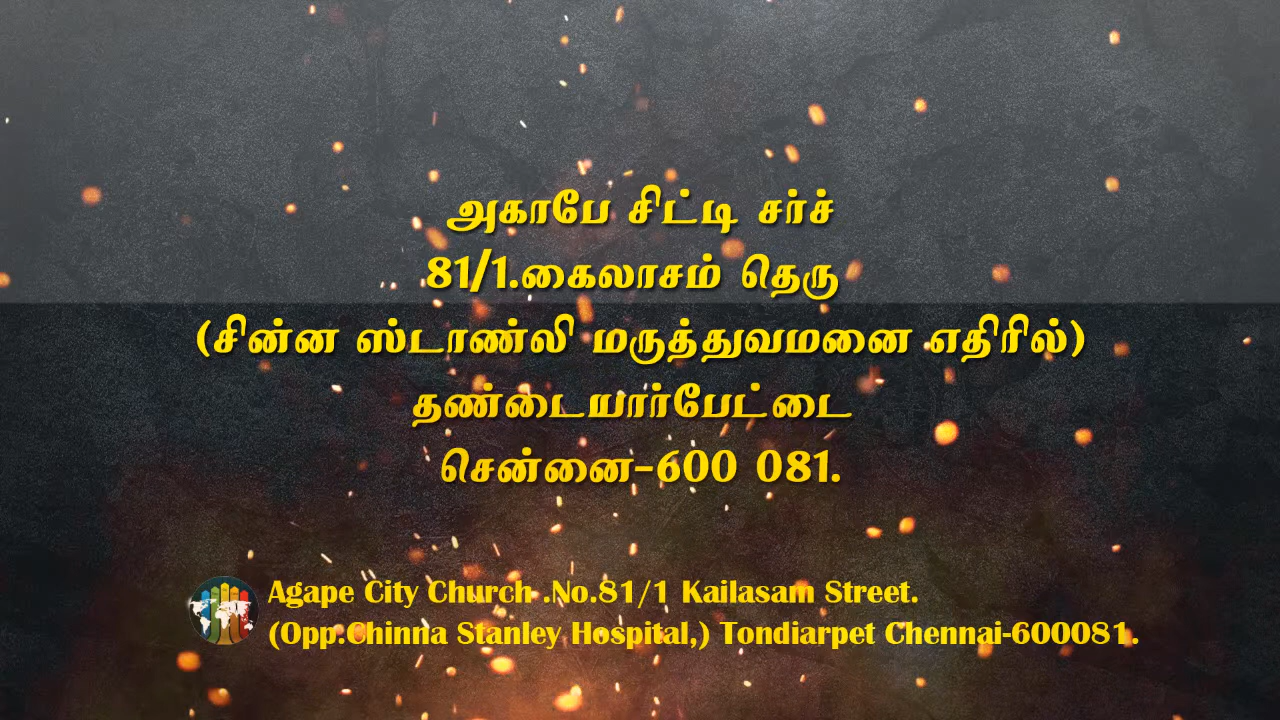 அகாபே சிட்டி சர்ச்
81/1.கைலாசம் தெரு
(சின்ன ஸ்டாண்லி மருத்துவமனை எதிரில்)
தண்டையார்பேட்டை
சென்னை-600 081.
Agape City Church .No.81/1 Kailasam Street.
(Opp.Chinna Stanley Hospital,) Tondiarpet Chennai-600081.